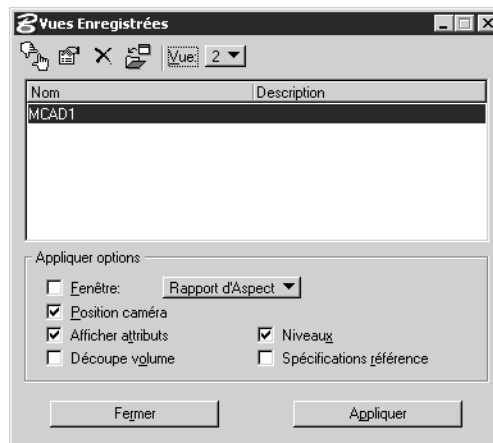 Vues Enregistrées
Vue: 2
Nom Description
MCAD1
Appliquer options
Fenêtre: Rapport d'Aspect
Position caméra
Afficher attributs Niveaux
Découpe volume Spécifications référence
Fermer Appliquer